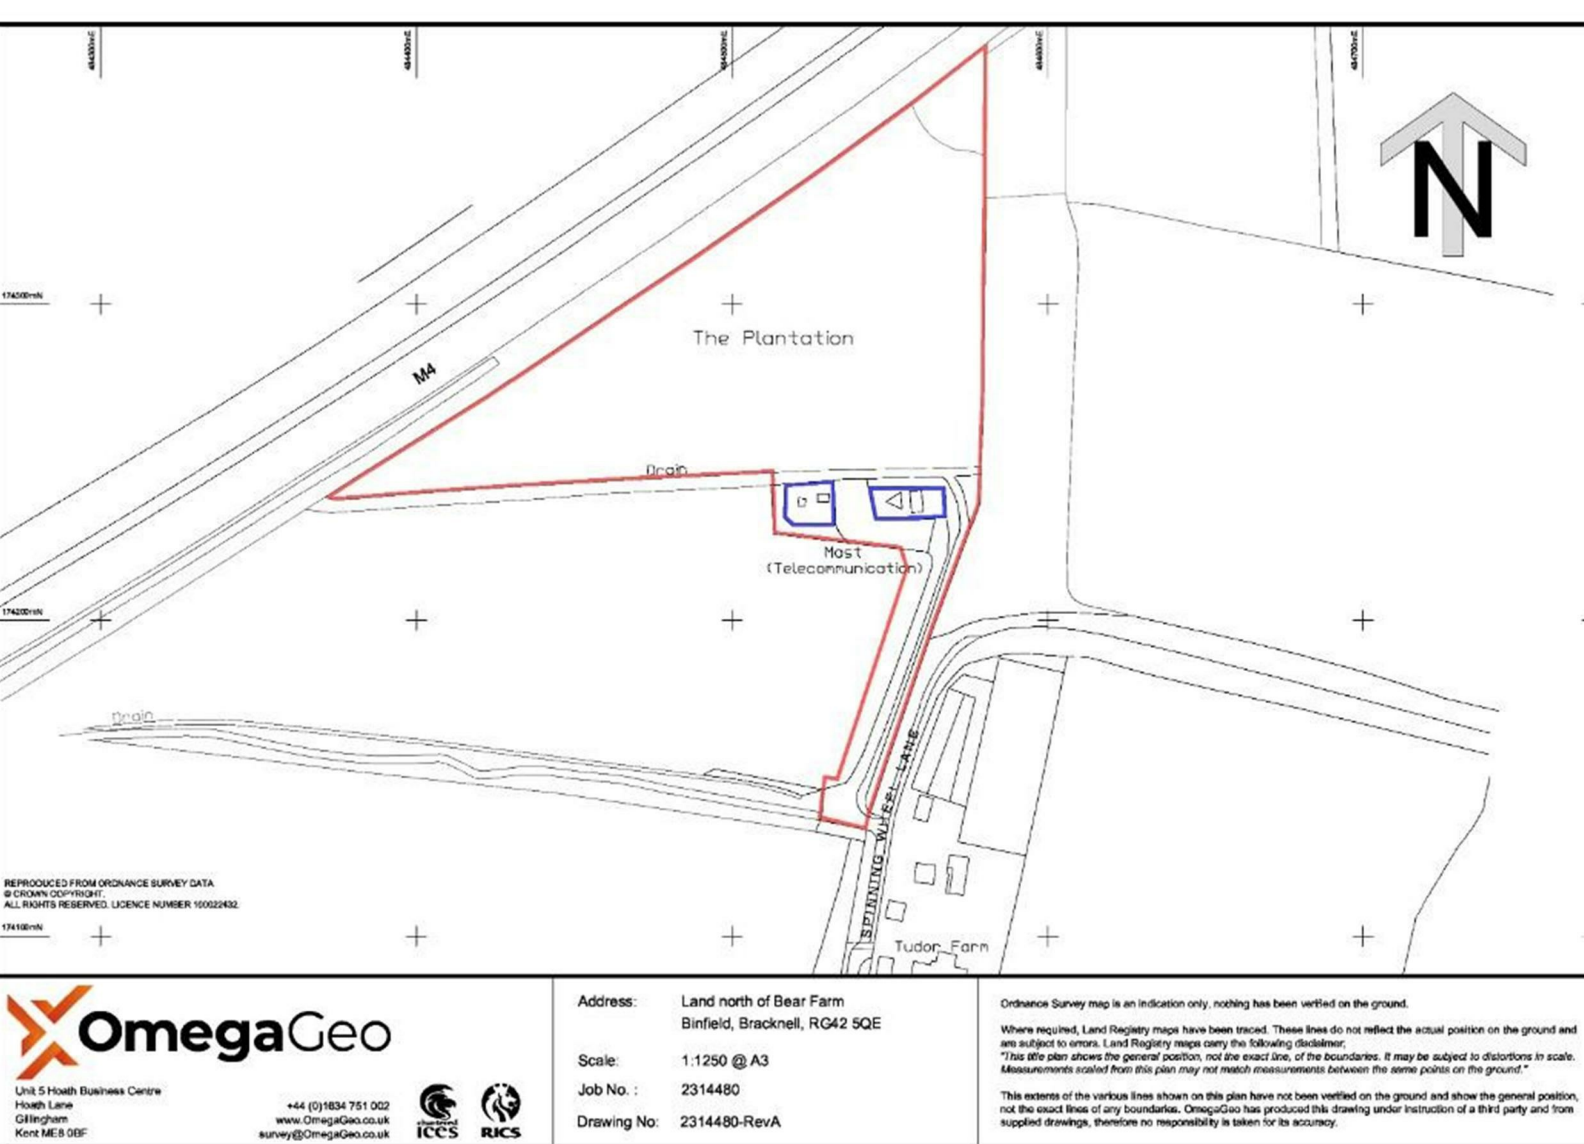 484300mE
484400mE
484500mE
484600mE
484700mE
N
174300mN
The Plantation
M4
Drain
Mast
(Telecommunication)
174200mN
Drain
SPINNING WHEEL LANE
REPRODUCED FROM ORDNANCE SURVEY DATA
© CROWN COPYRIGHT.
ALL RIGHTS RESERVED. LICENCE NUMBER 100022432.
174100mN
Tudor Farm
OmegaGeo
Unit 5 Hoath Business Centre
Hoath Lane
Gillingham
Kent ME8 0BF
+44 (0)1634 751 002
www.OmegaGeo.co.uk
survey@OmegaGeo.co.uk
chartered
ICES
RICS
Address: Land north of Bear Farm
Binfield, Bracknell, RG42 5QE
Scale: 1:1250 @ A3
Job No. : 2314480
Drawing No: 2314480-RevA
Ordnance Survey map is an indication only, nothing has been verified on the ground.
Where required, Land Registry maps have been traced. These lines do not reflect the actual position on the ground and
are subject to errors. Land Registry maps carry the following disclaimer;
"This title plan shows the general position, not the exact line, of the boundaries. It may be subject to distortions in scale.
Measurements scaled from this plan may not match measurements between the same points on the ground."
This extents of the various lines shown on this plan have not been verified on the ground and show the general position,
not the exact lines of any boundaries. OmegaGeo has produced this drawing under instruction of a third party and from
supplied drawings, therefore no responsibility is taken for its accuracy.